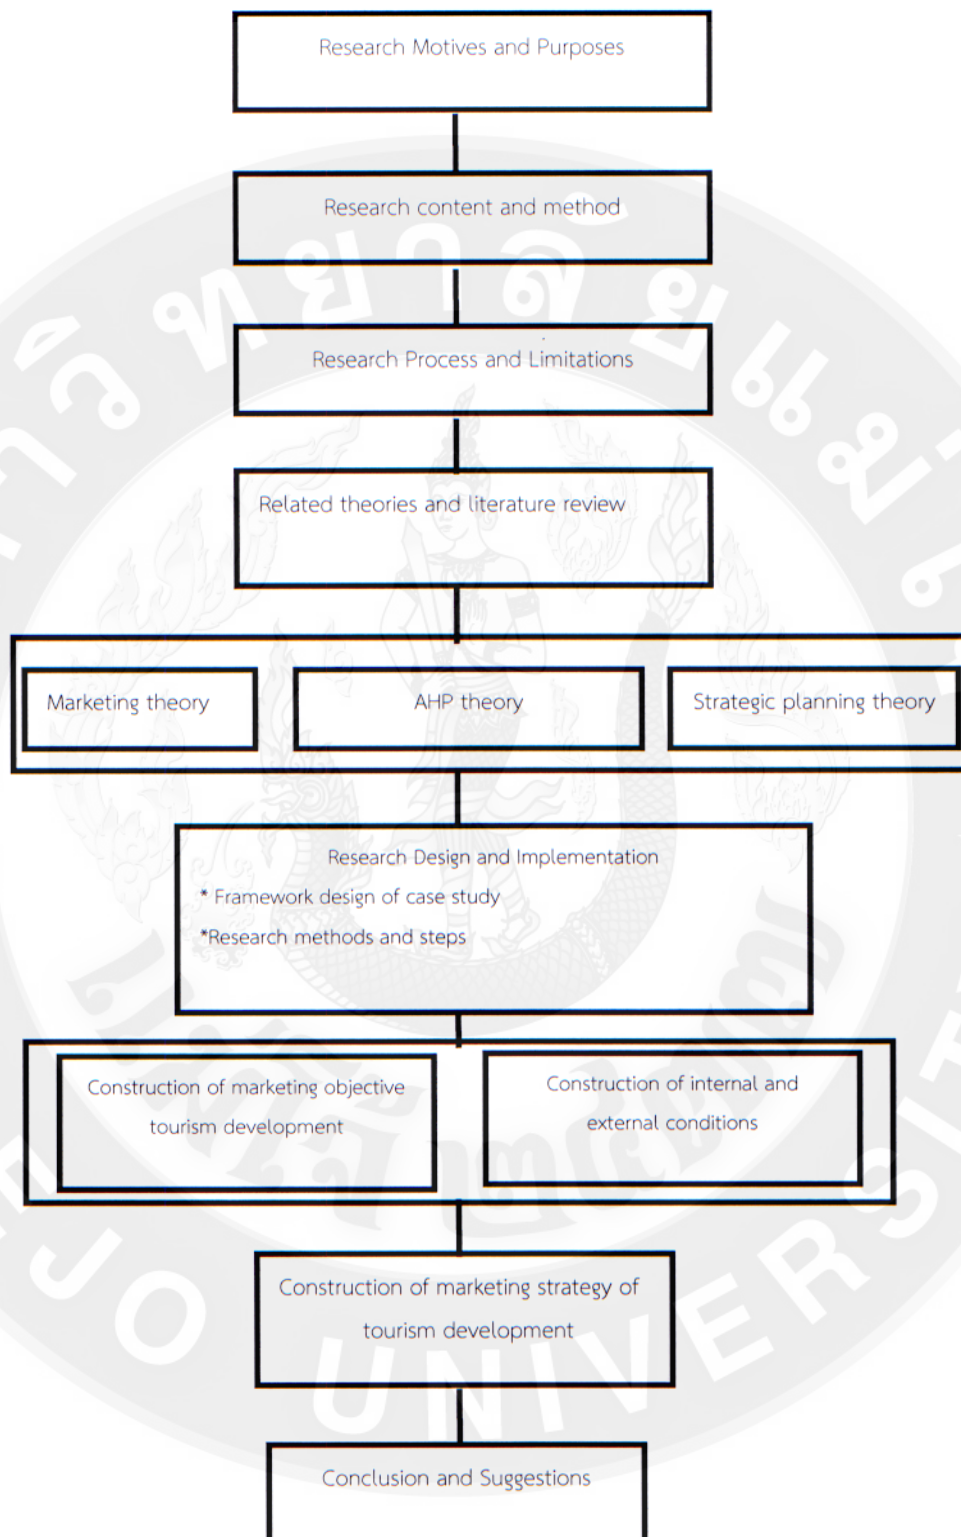 Research Motives and Purposes
Research content and method
Research Process and Limitations
Related theories and literature review
Marketing theory
AHP theory
Strategic planning theory
Research Design and Implementation
* Framework design of case study
*Research methods and steps
Construction of marketing objective
tourism development
Construction of internal and
external conditions
Construction of marketing strategy of
tourism development
Conclusion and Suggestions
JO UNIVERSIT